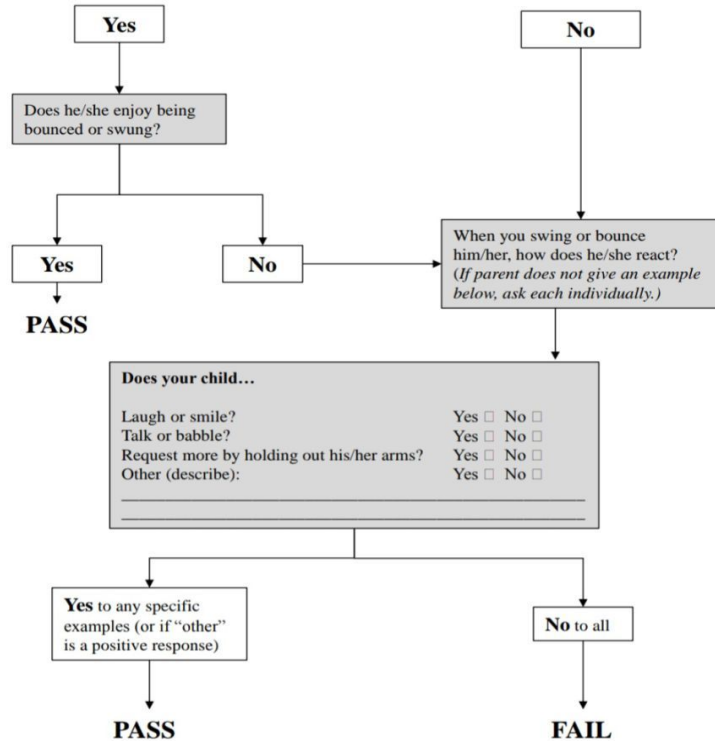 Yes
No
Does he/she enjoy being
bounced or swung?
Yes
No
When you swing or bounce
him/her, how does he/she react?
(If parent does not give an example
below, ask each individually.)
PASS
Does your child…
Laugh or smile? Yes □ No □
Talk or babble? Yes □ No □
Request more by holding out his/her arms? Yes □ No □
Other (describe): Yes □ No □
Yes to any specific
examples (or if “other”
is a positive response)
No to all
PASS
FAIL